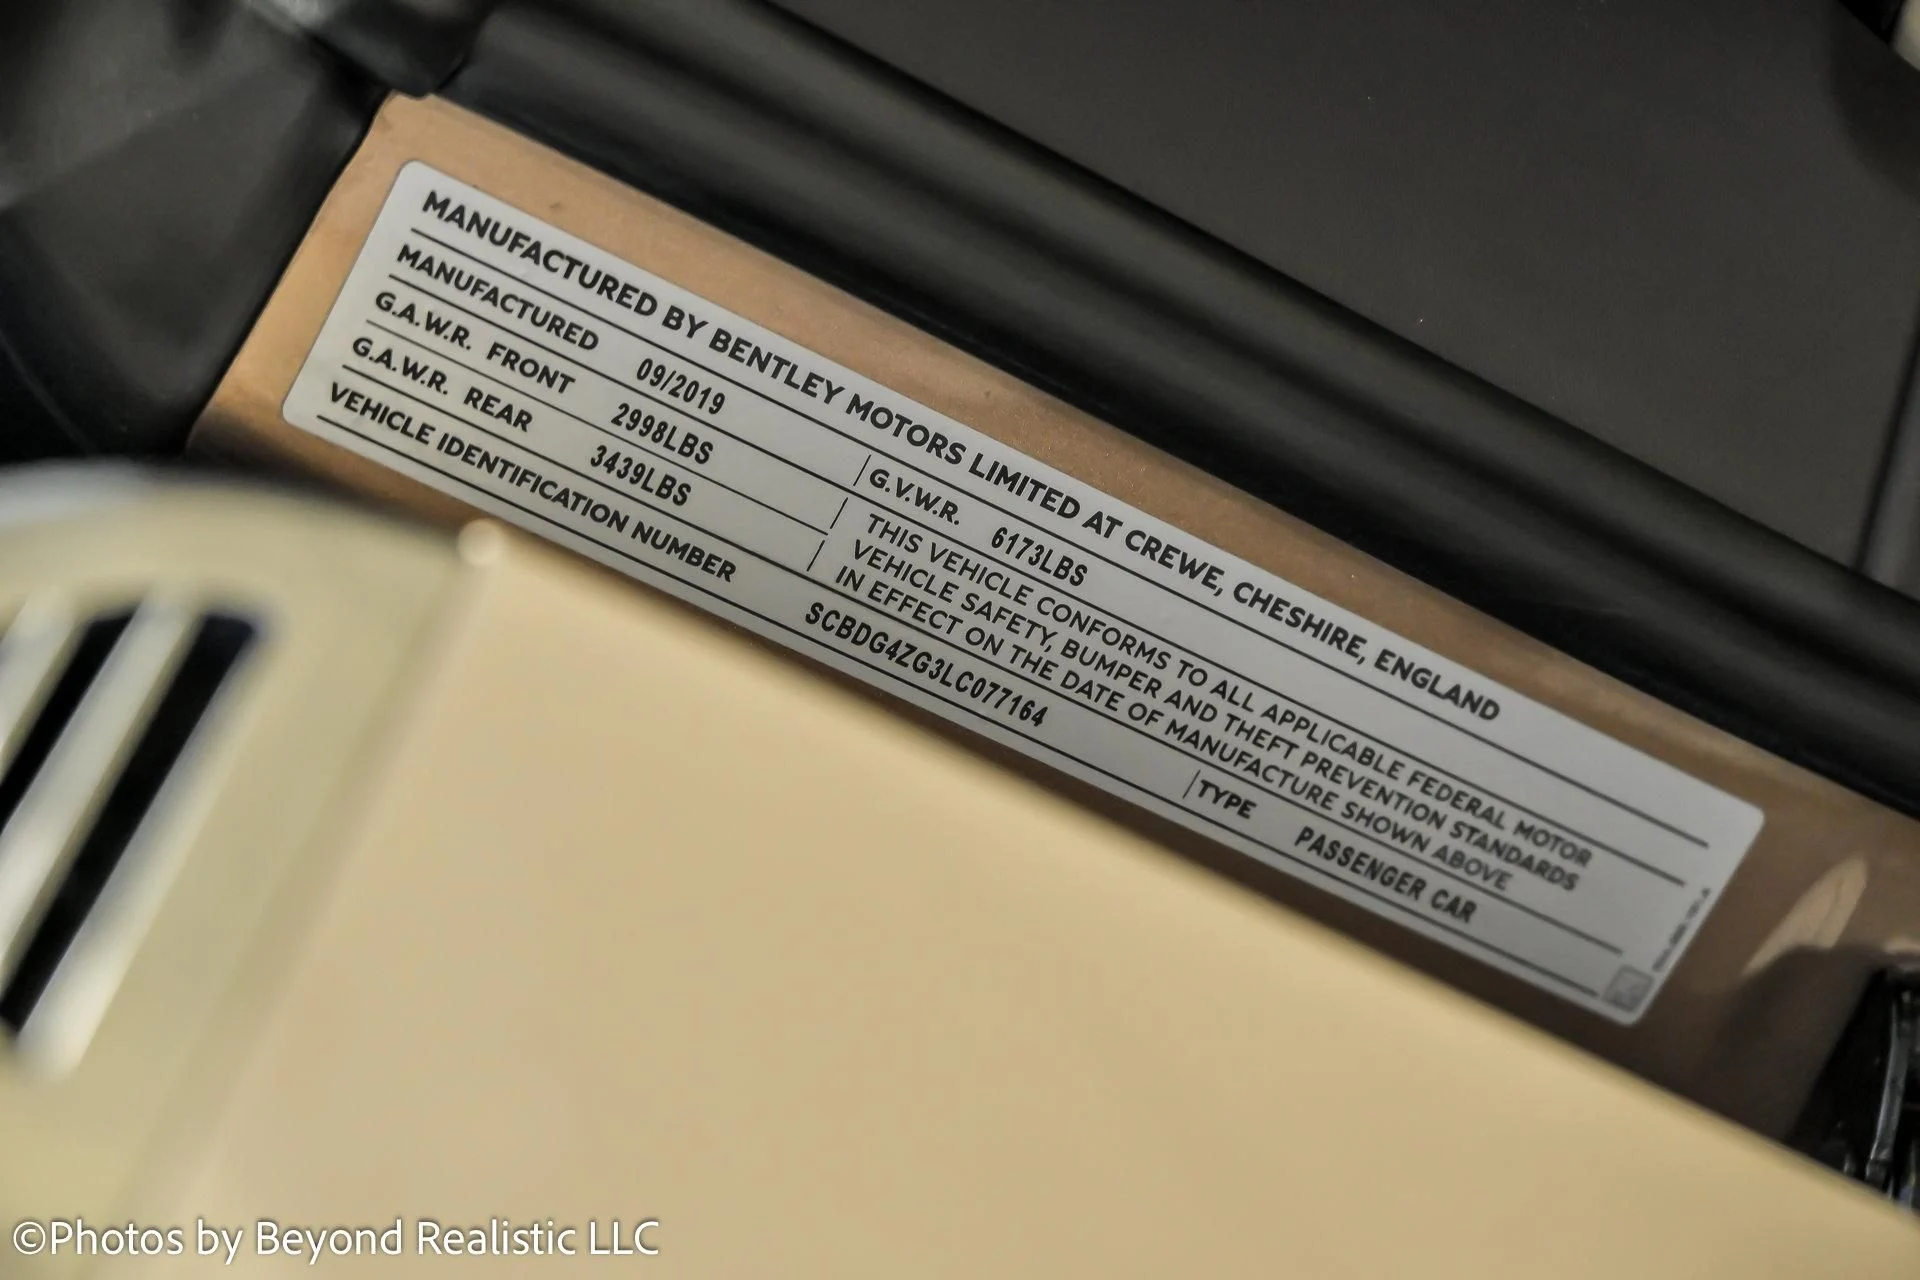 MANUFACTURED BY BENTLEY MOTORS LIMITED AT CREWE, CHESHIRE, ENGLAND
MANUFACTURED 09/2019 G.V.W.R. 6173LBS
G.A.W.R. FRONT 2998LBS
G.A.W.R. REAR 3439LBS
THIS VEHICLE CONFORMS TO ALL APPLICABLE FEDERAL MOTOR
VEHICLE SAFETY, BUMPER AND THEFT PREVENTION STANDARDS
IN EFFECT ON THE DATE OF MANUFACTURE SHOWN ABOVE
VEHICLE IDENTIFICATION NUMBER SCBDG4ZG3LC077164 TYPE PASSENGER CAR
©Photos by Beyond Realistic LLC